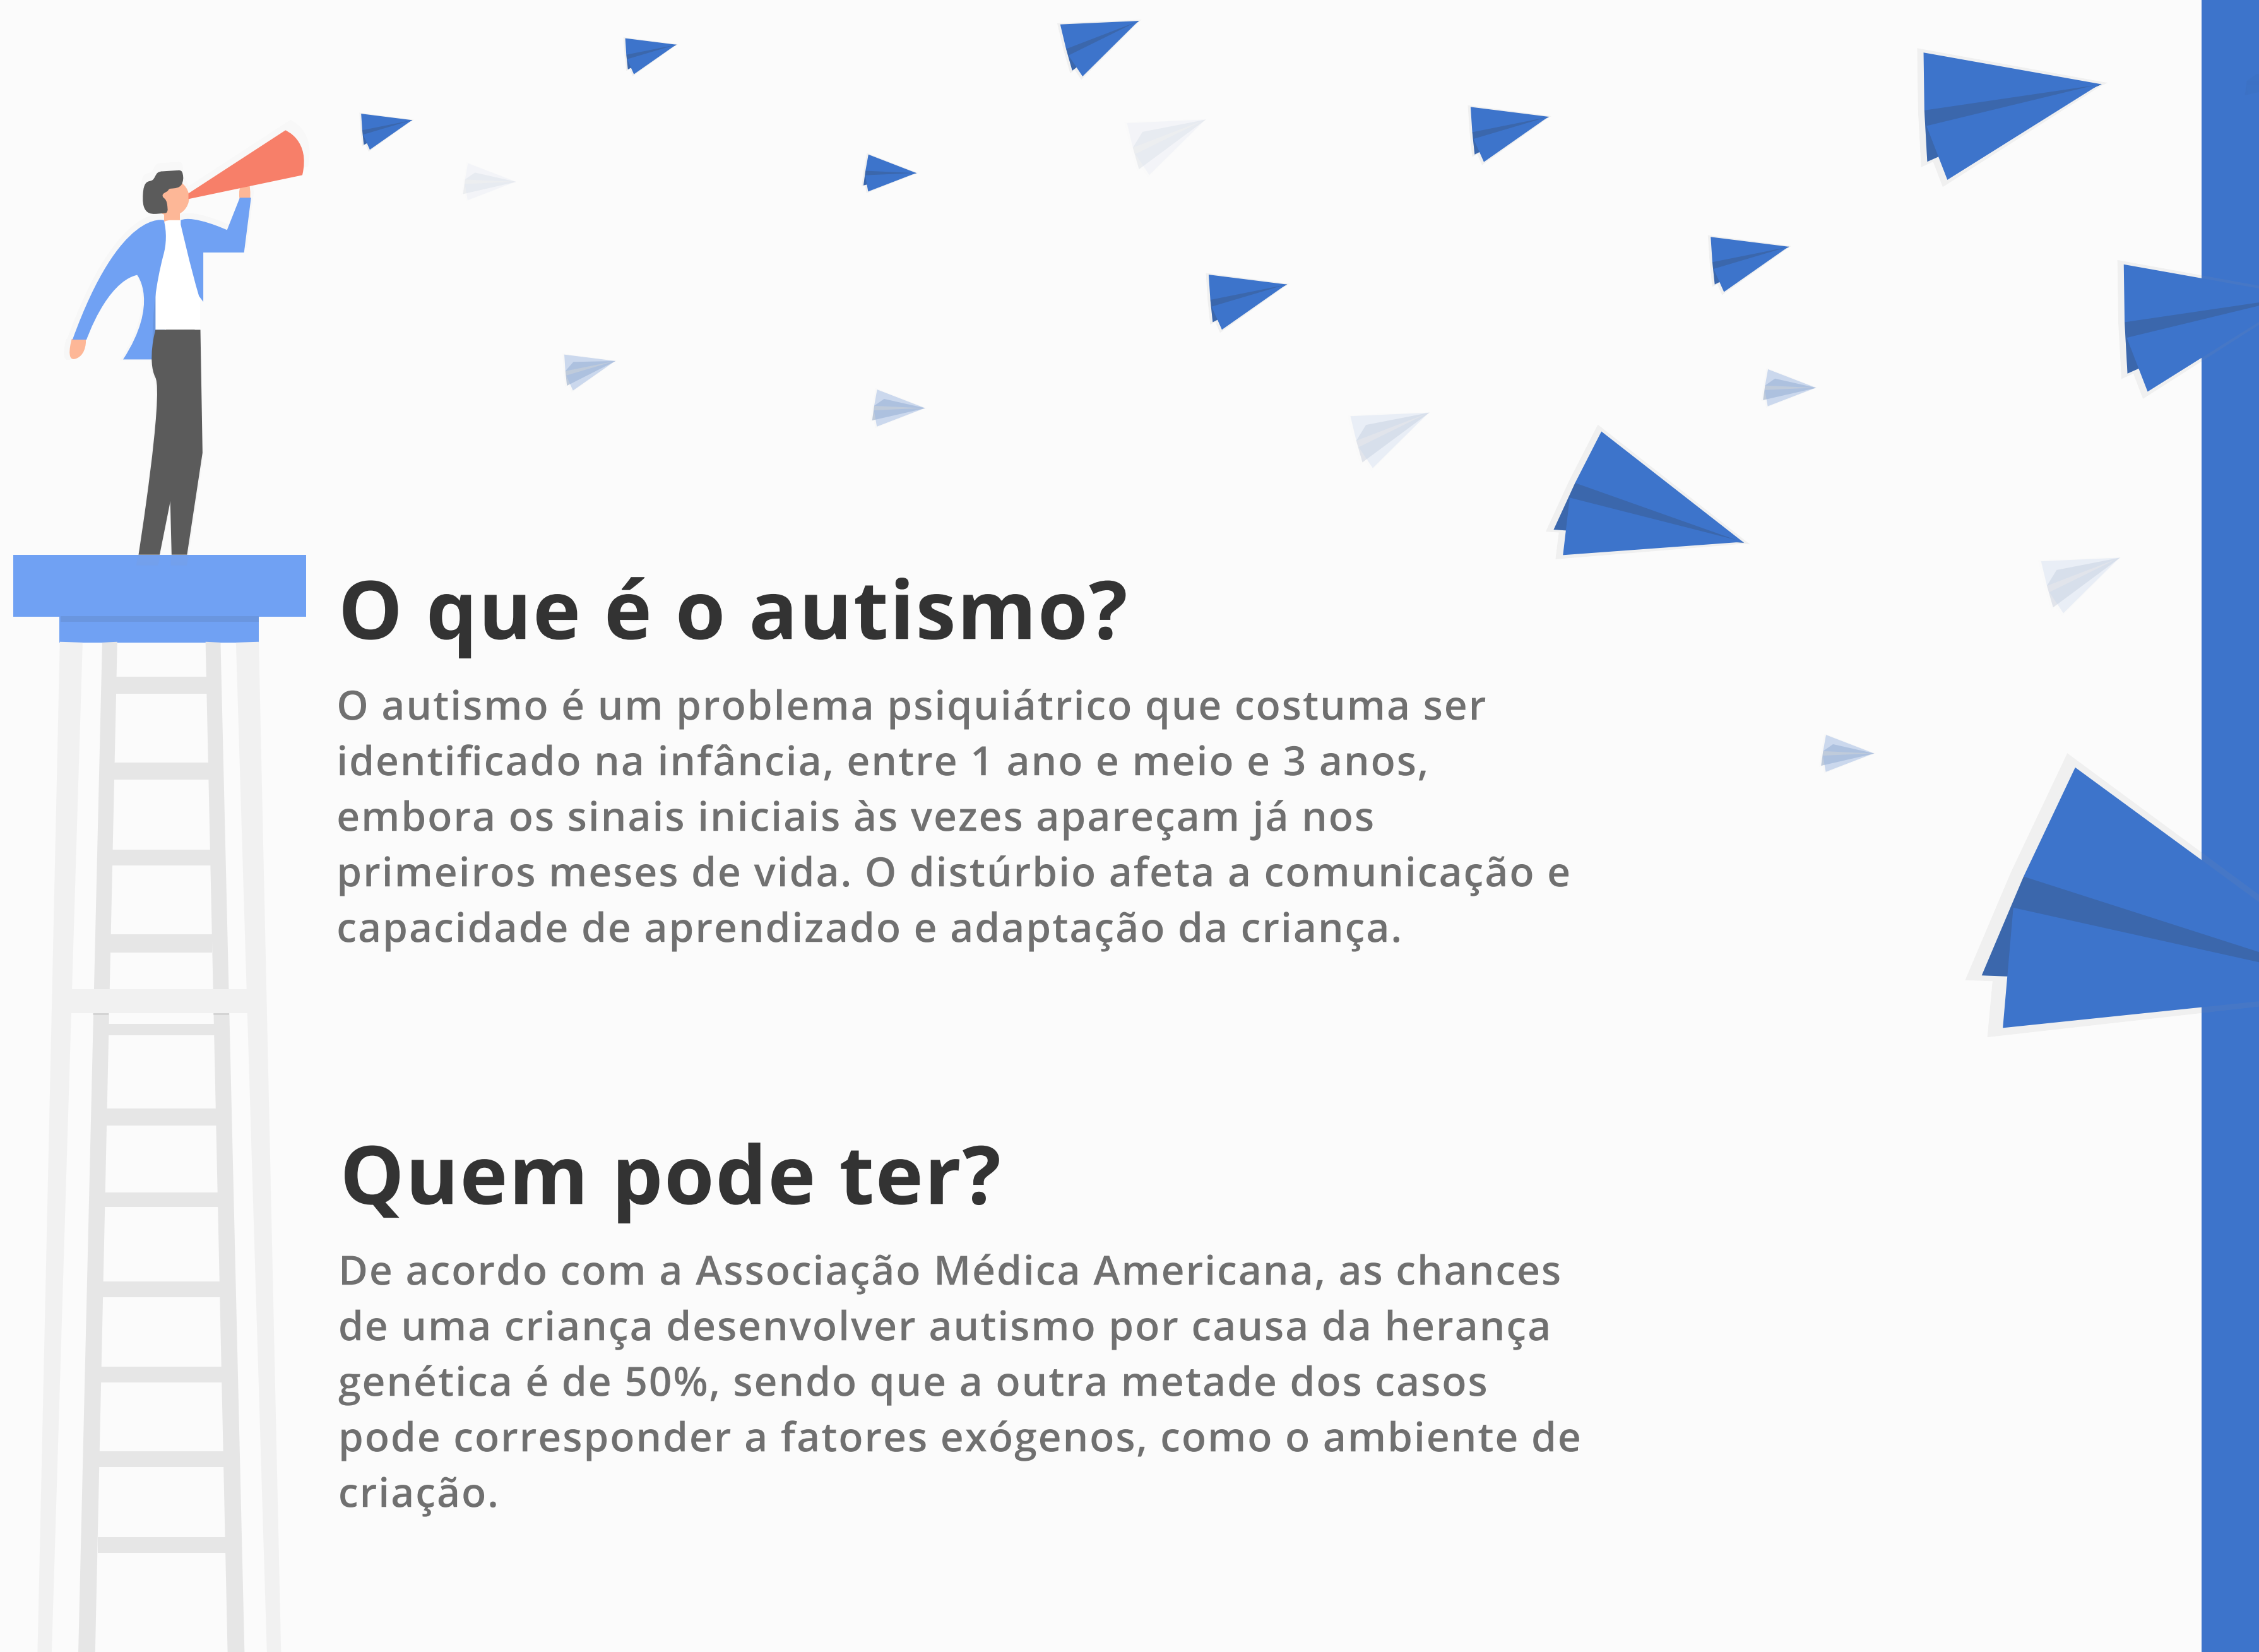 O que é o autismo?
O autismo é um problema psiquiátrico que costuma ser
identificado na infância, entre 1 ano e meio e 3 anos,
embora os sinais iniciais às vezes apareçam já nos
primeiros meses de vida. O distúrbio afeta a comunicação e
capacidade de aprendizado e adaptação da criança.
Quem pode ter?
De acordo com a Associação Médica Americana, as chances
de uma criança desenvolver autismo por causa da herança
genética é de 50%, sendo que a outra metade dos casos
pode corresponder a fatores exógenos, como o ambiente de
criação.